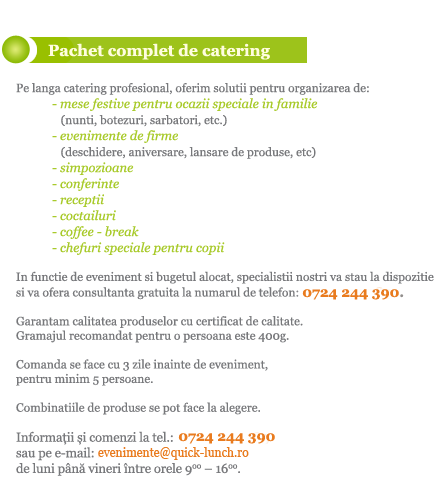 Pachet complet de catering
Pe langa catering profesional, oferim solutii pentru organizarea de:
- mese festive pentru ocazii speciale in familie
(nunti, botezuri, sarbatori, etc.)
- evenimente de firme
(deschidere, aniversare, lansare de produse, etc)
- simpozioane
- conferinte
- receptii
- coctailuri
- coffee - break
- chefuri speciale pentru copii
In functie de eveniment si bugetul alocat, specialistii nostri va stau la dispozitie
si va ofera consultanta gratuita la numarul de telefon: 0724 244 390.
Garantam calitatea produselor cu certificat de calitate.
Gramajul recomandat pentru o persoana este 400g.
Comanda se face cu 3 zile inainte de eveniment,
pentru minim 5 persoane.
Combinatiile de produse se pot face la alegere.
Informații și comenzi la tel.: 0724 244 390
sau pe e-mail: evenimente@quick-lunch.ro
de luni până vineri între orele 9⁰⁰ – 16⁰⁰.